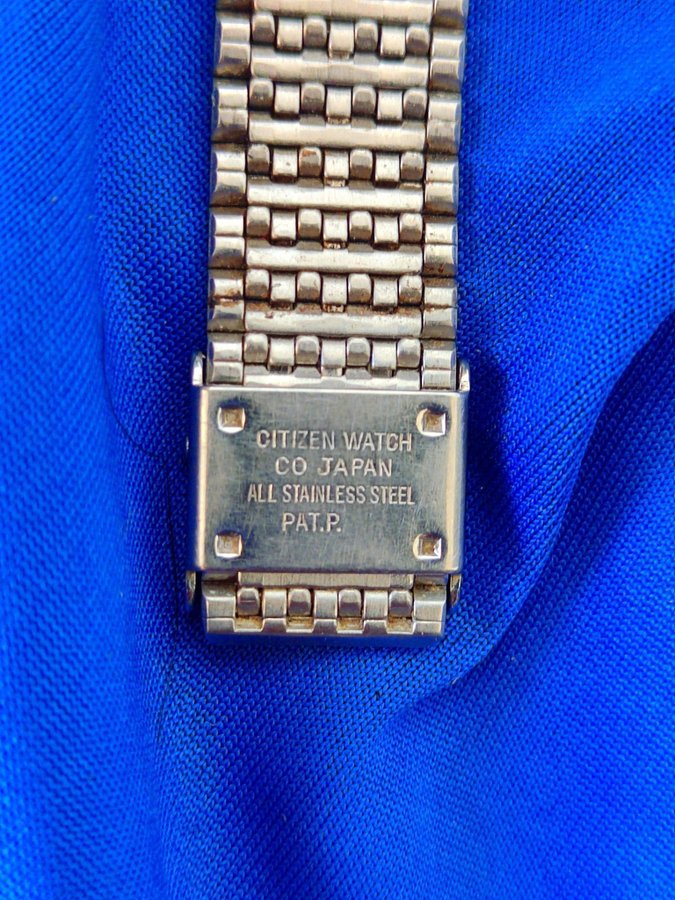 CITIZEN WATCH
CO JAPAN
ALL STAINLESS STEEL
PAT.P.